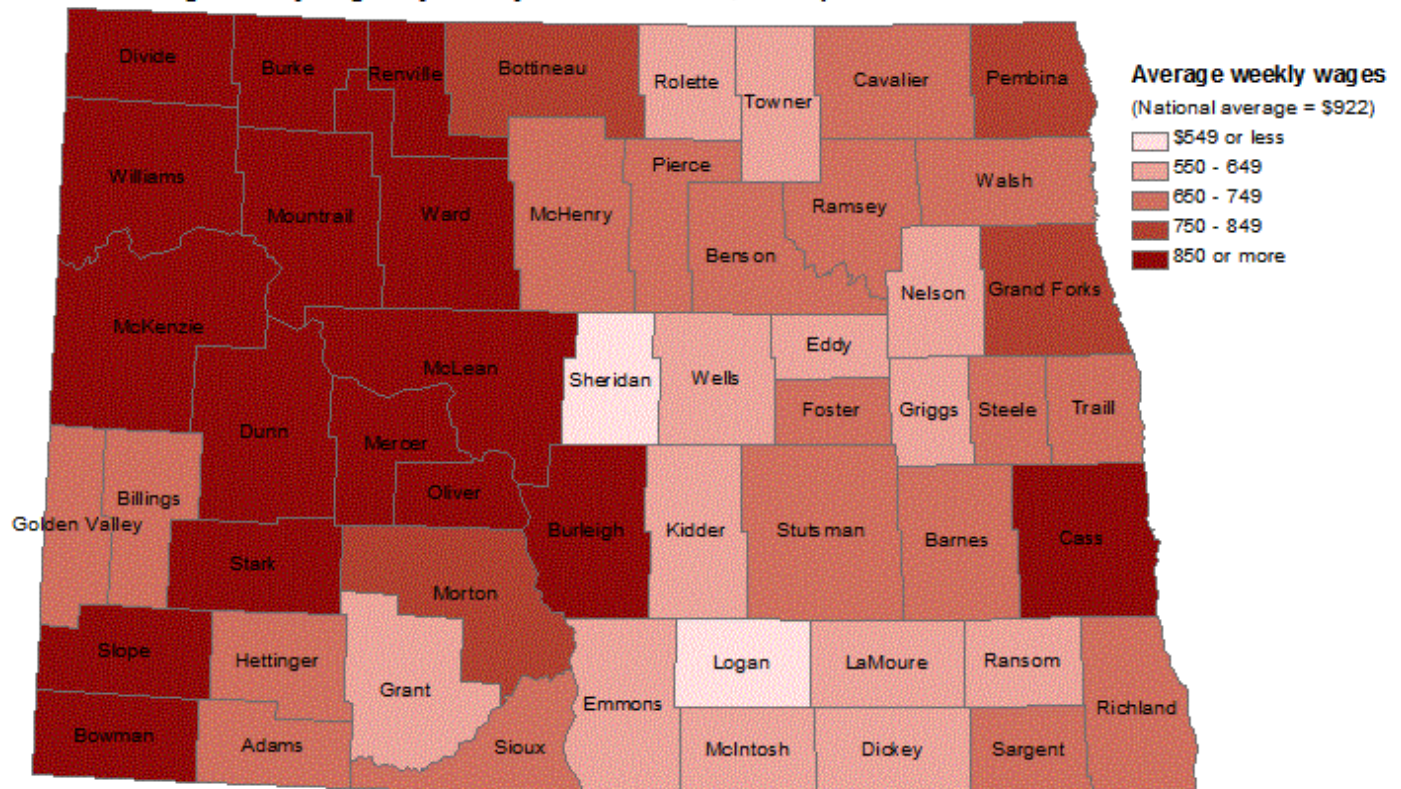 Divide
Burke
Renville
Bottineau
Rolette
Towner
Cavalier
Pembina
Average weekly wages
(National average = $922)
$549 or less
550 - 649
650 - 749
750 - 849
850 or more
Williams
Mountrail
Ward
McHenry
Pierce
Benson
Ramsey
Walsh
Nelson
Grand Forks
McKenzie
McLean
Sheridan
Wells
Eddy
Foster
Griggs
Steele
Traill
Dunn
Mercer
Oliver
Billings
Golden Valley
Burleigh
Kidder
Stutsman
Barnes
Cass
Stark
Morton
Slope
Hettinger
Grant
Logan
LaMoure
Ransom
Emmons
Richland
Bowman
Adams
Sioux
McIntosh
Dickey
Sargent